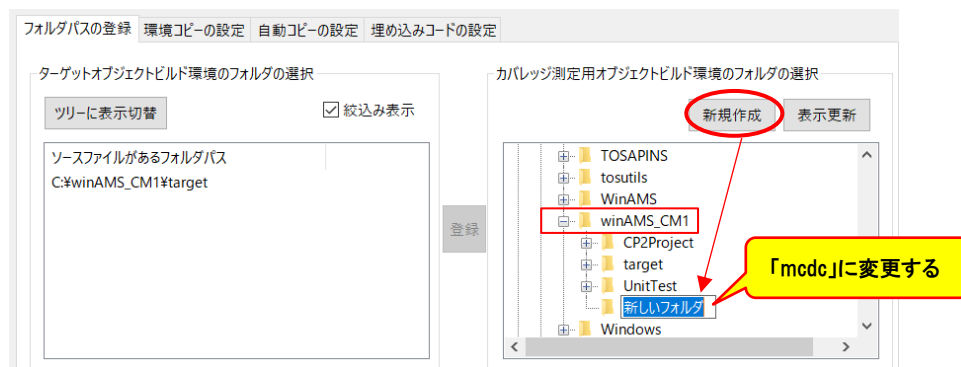 フォルダパスの登録 環境コピーの設定 自動コピーの設定 埋め込みコードの設定
ターゲットオブジェクトビルド環境のフォルダの選択
ツリーに表示切替 絞込み表示
ソースファイルがあるフォルダパス
C:¥winAMS_CM1¥target
登録
カバレッジ測定用オブジェクトビルド環境のフォルダの選択
新規作成 表示更新
TOSAPINS
tosutils
WinAMS
winAMS_CM1
CP2Project
target
UnitTest
新しいフォルダ
Windows
「mcdc」に変更する